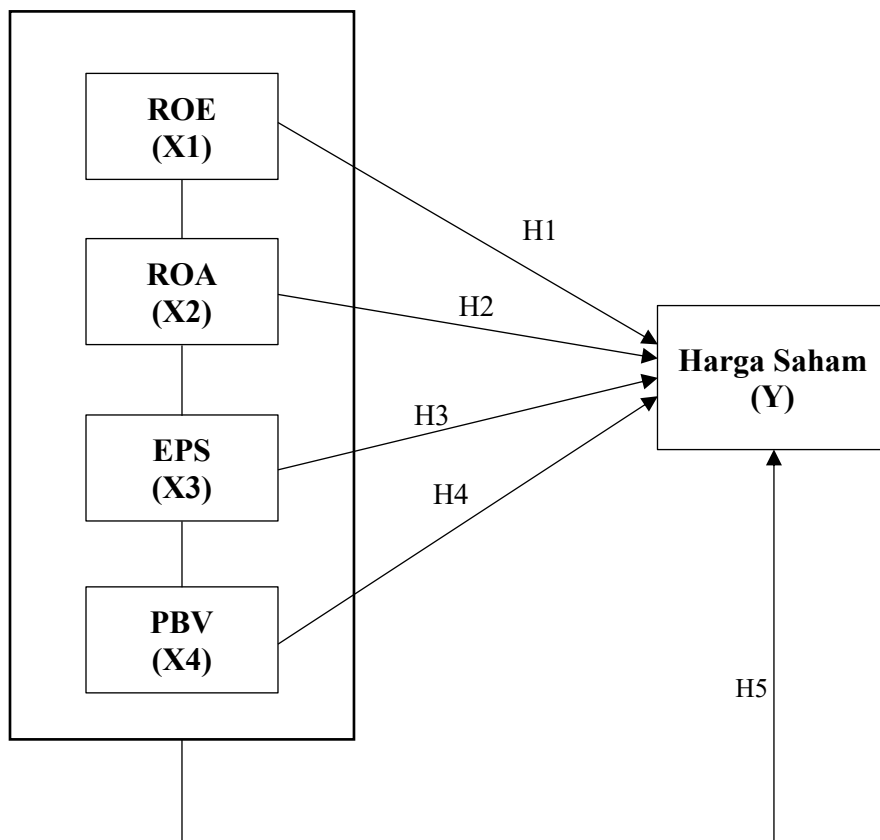 ROE
(X1)
H1
ROA
(X2)
H2
Harga Saham
(Y)
EPS
(X3)
H3
H4
PBV
(X4)
H5